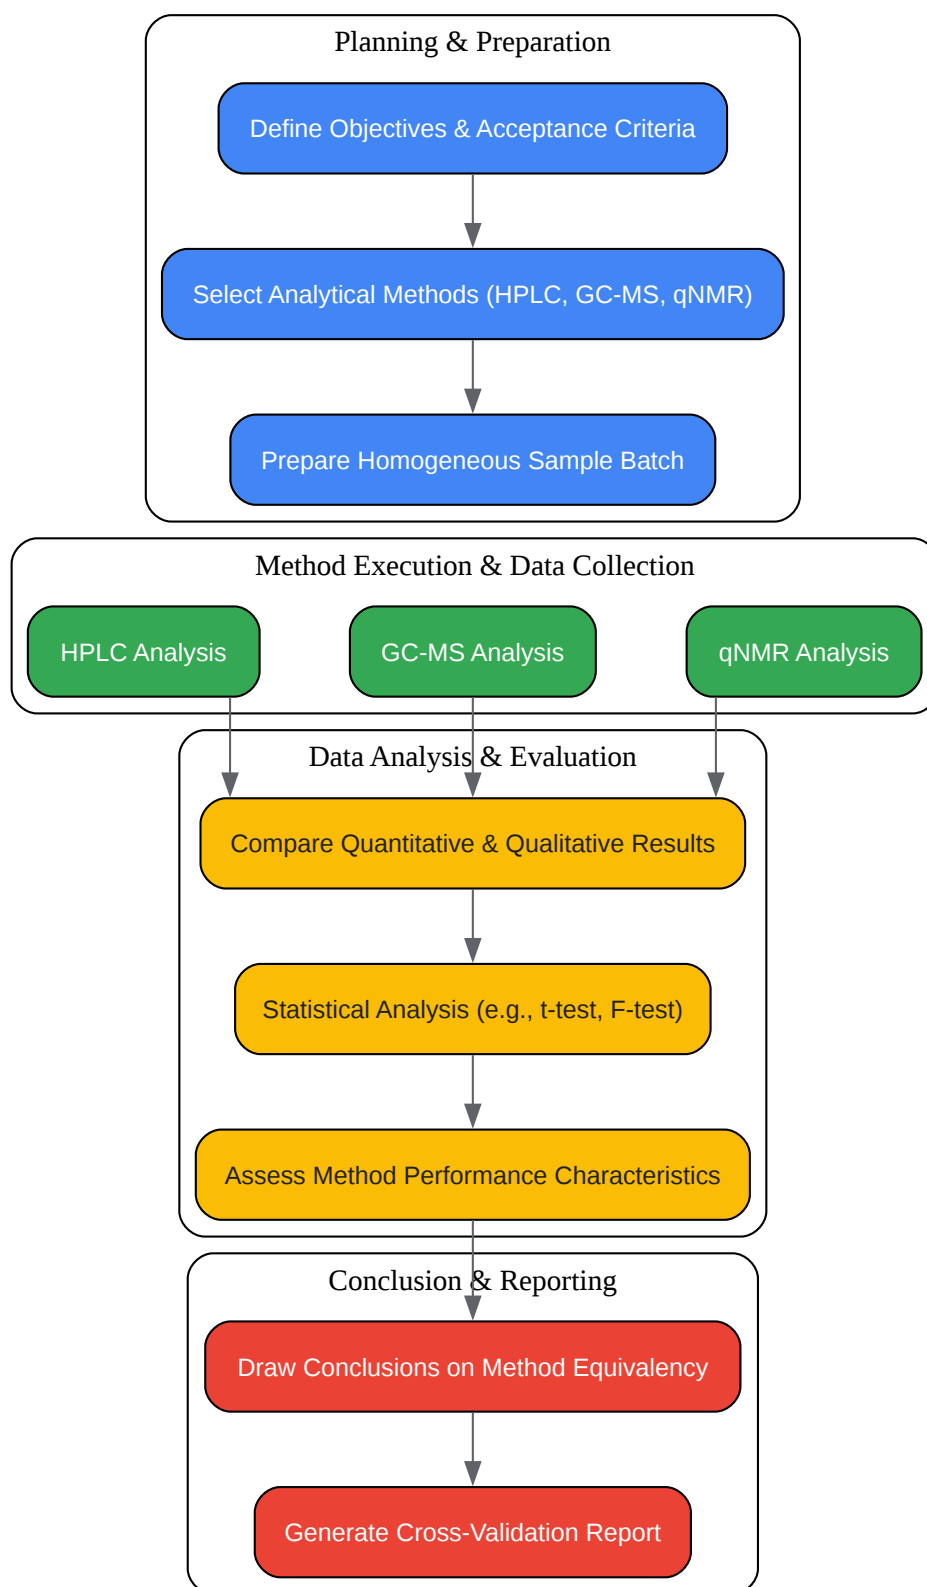 Planning & Preparation
Define Objectives & Acceptance Criteria
Select Analytical Methods (HPLC, GC-MS, qNMR)
Prepare Homogeneous Sample Batch
Method Execution & Data Collection
HPLC Analysis
GC-MS Analysis
qNMR Analysis
Data Analysis & Evaluation
Compare Quantitative & Qualitative Results
Statistical Analysis (e.g., t-test, F-test)
Assess Method Performance Characteristics
Conclusion & Reporting
Draw Conclusions on Method Equivalency
Generate Cross-Validation Report